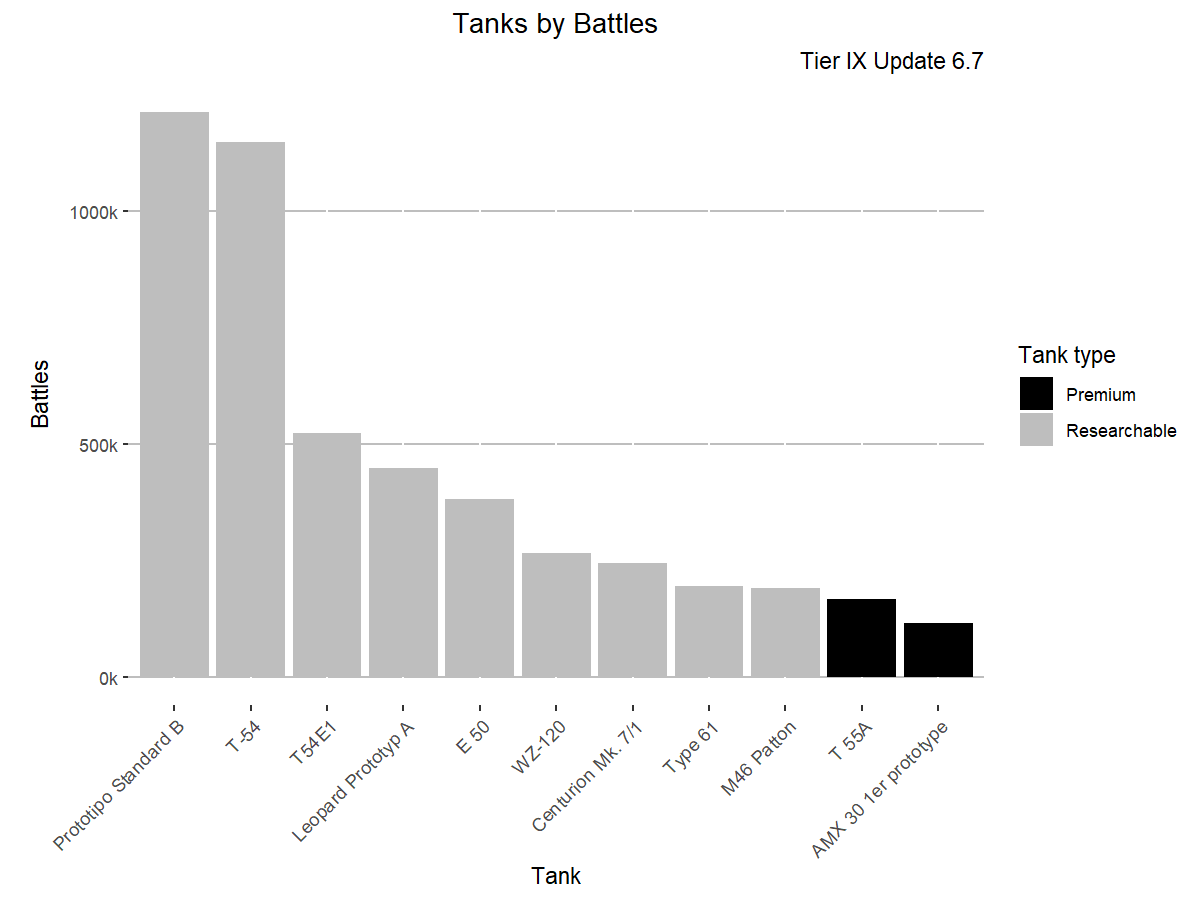 Tanks by Battles
Tier IX Update 6.7
1000k
500k
0k
Battles
Prototipo Standard B
T-54
T54E1
Leopard Prototyp A
E 50
WZ-120
Centurion Mk. 7/1
Type 61
M46 Patton
T 55A
AMX 30 1er prototype
Tank
Tank type
Premium
Researchable